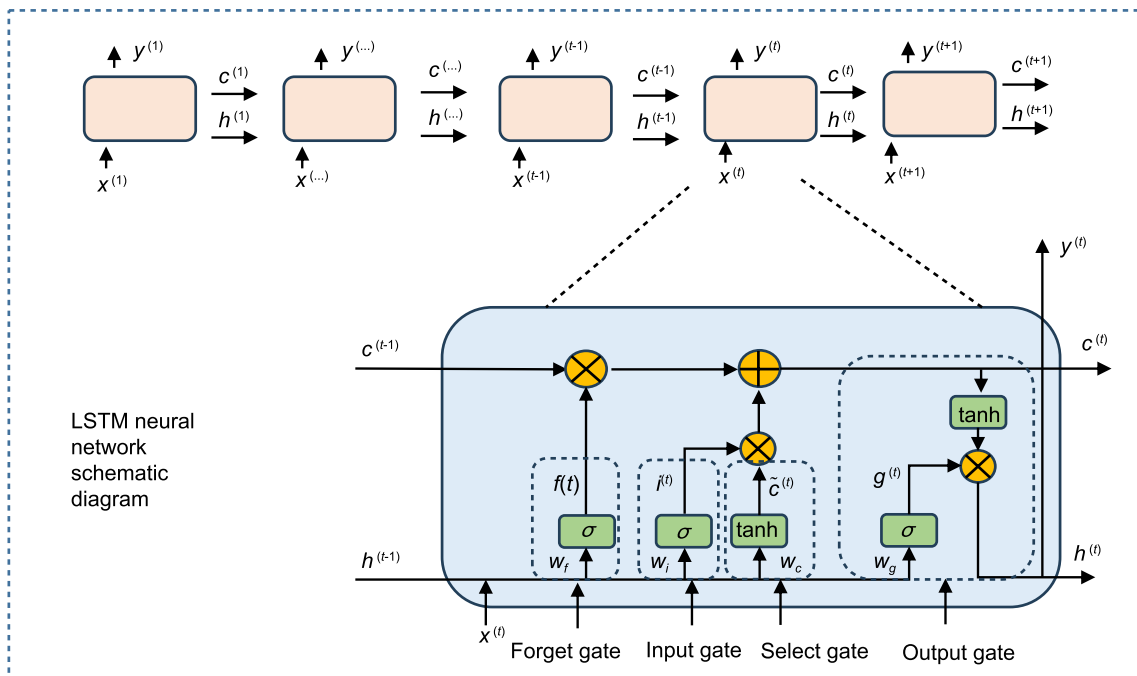 y(1) y(...) y(t-1) y(t) y(t+1)
c(1) c(...) c(t-1) c(t) c(t+1)
h(1) h(...) h(t-1) h(t) h(t+1)
x(1) x(...) x(t-1) x(t) x(t+1)
y(t)
c(t-1) c(t)
tanh
LSTM neural
network
schematic
diagram
f(t) i(t) c̃(t) g(t)
σ σ tanh σ
h(t-1) wf wi wc wg h(t)
x(t)
Forget gate Input gate Select gate Output gate